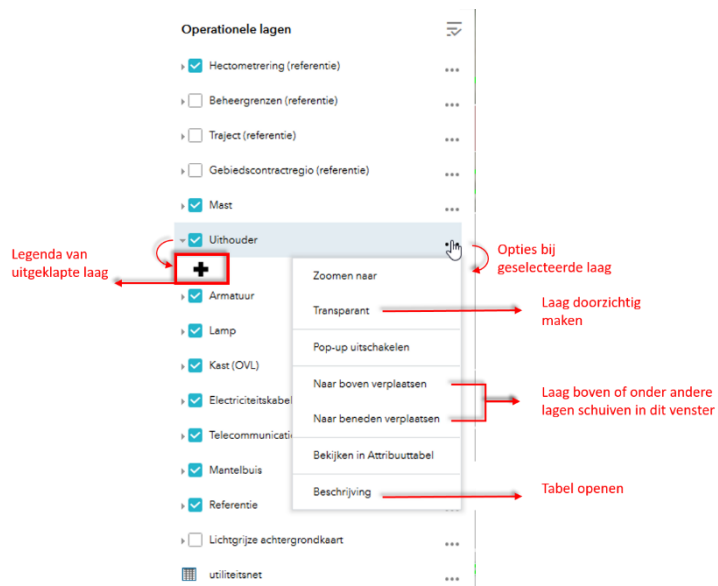 Operationele lagen
Hectometrering (referentie)
Beheergrenzen (referentie)
Traject (referentie)
Gebiedscontractregio (referentie)
Mast
Uithouder
Legenda van
uitgeklapte laag
Opties bij
geselecteerde laag
Zoomen naar
Armatuur
Transparant
Laag doorzichtig
maken
Lamp
Pop-up uitschakelen
Kast (OVL)
Naar boven verplaatsen
Electriciteitskabel
Laag boven of onder andere
lagen schuiven in dit venster
Naar beneden verplaatsen
Telecommunicati
Bekijken in Attribuuttabel
Mantelbuis
Beschrijving
Tabel openen
Referentie
Lichtgrijze achtergrondkaart
utiliteitsnet